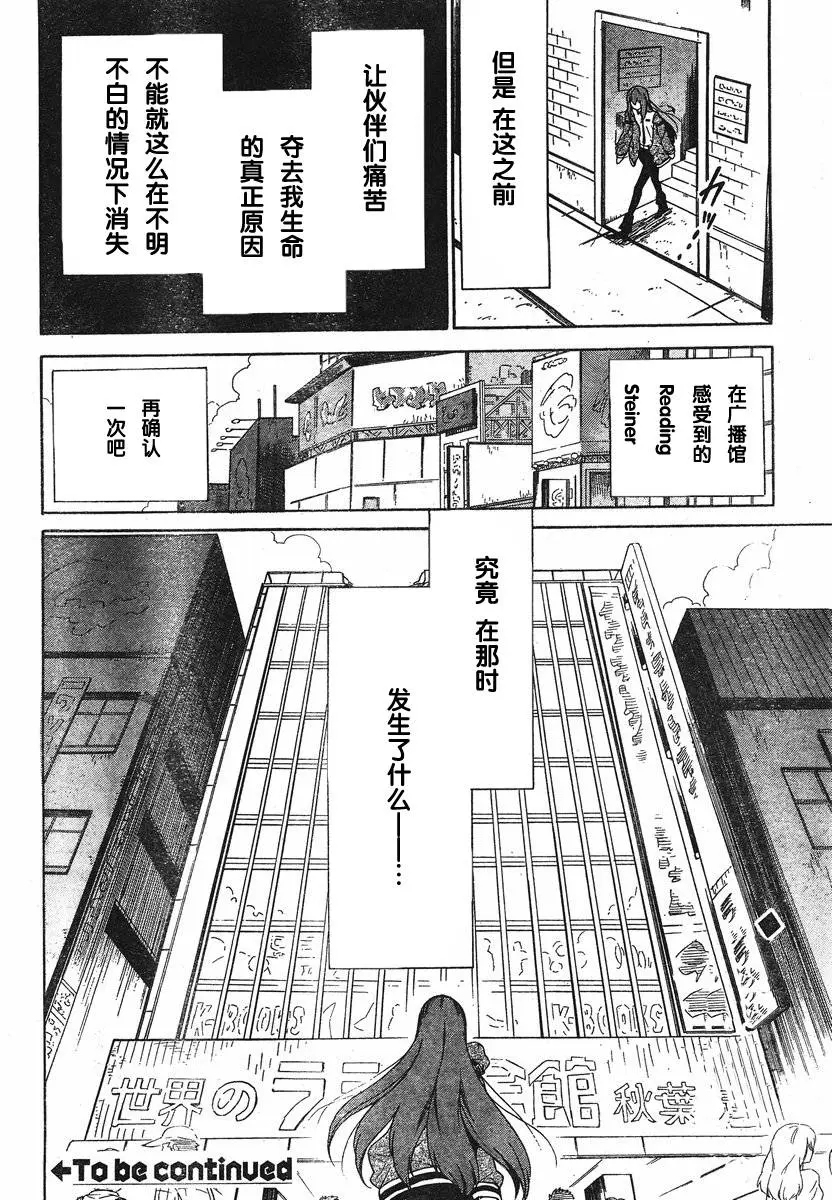 但是 在这之前
让伙伴们痛苦
夺去我生命
的真正原因
不能就这么在不明
不白的情况下消失
在广播馆
感受到的
Reading
Steiner
再确认
一次吧
究竟 在那时
发生了什么——…
K-BOOKS
K-BOOKS
世界のラ
会館 秋葉
←To be continued